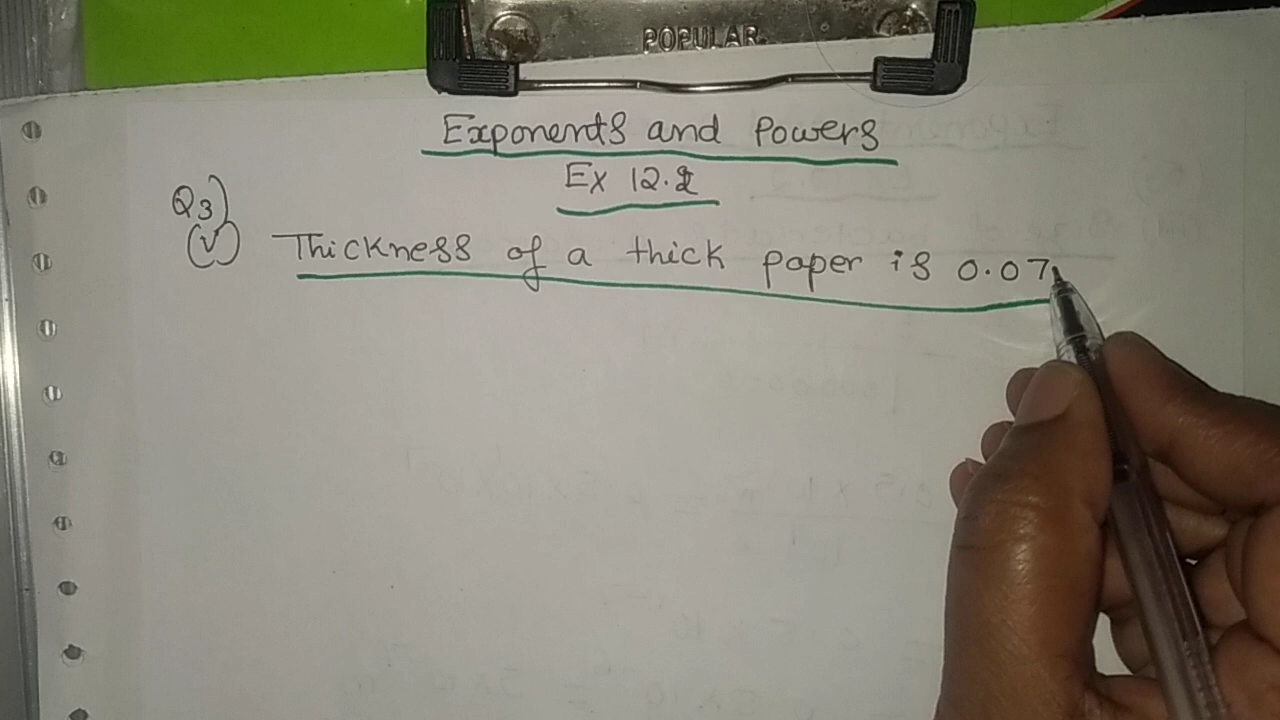 POPULAR
Exponents and Powers
Ex 12.2
Q3)
(v) Thickness of a thick paper is 0.07